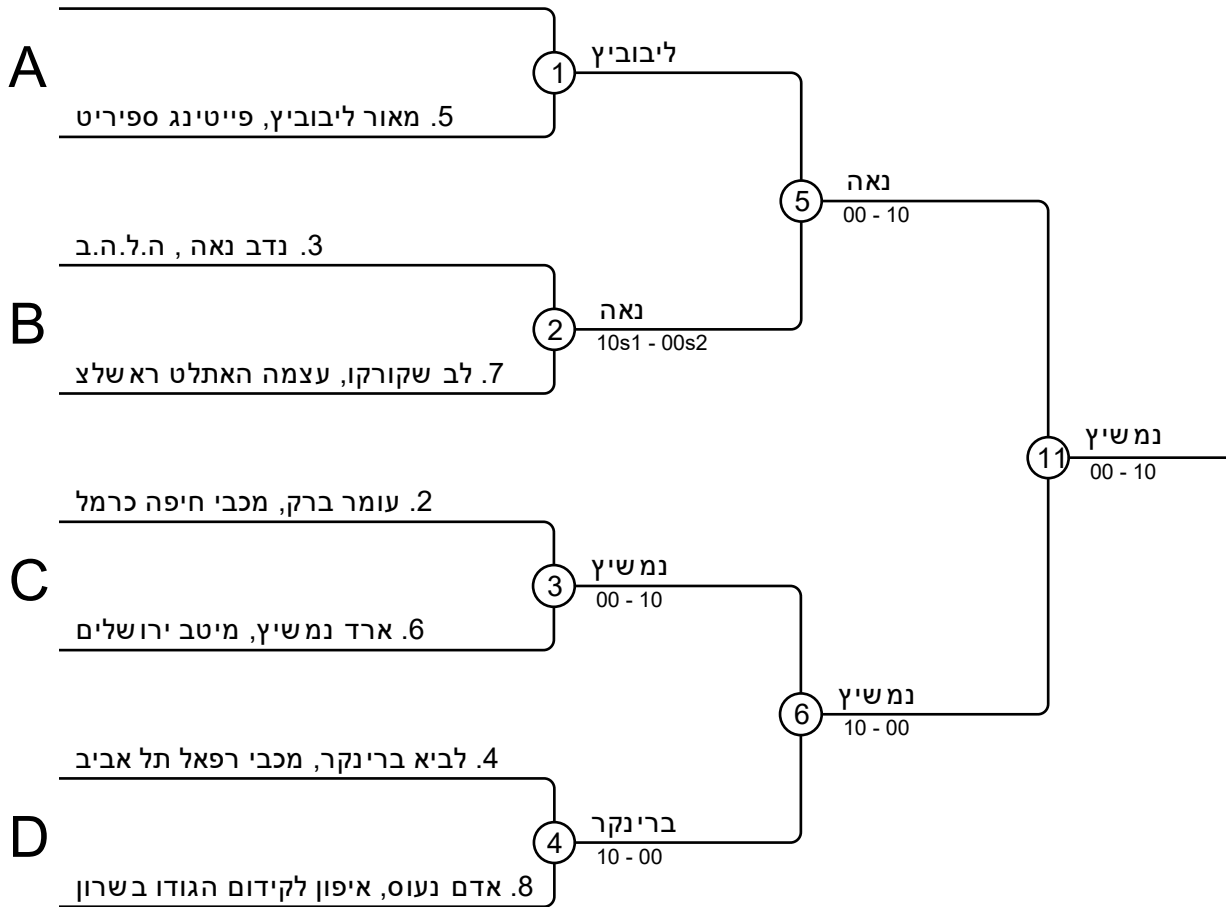 A
1
ליבוביץ
5. מאור ליבוביץ, פייטינג ספיריט
5
נאה
00 - 10
3. נדב נאה , ה.ל.ה.ב
B
2
נאה
10s1 - 00s2
7. לב שקורקו, עצמה האתלט ראשלצ
11
נמשיץ
00 - 10
2. עומר ברק, מכבי חיפה כרמל
C
3
נמשיץ
00 - 10
6. ארד נמשיץ, מיטב ירושלים
6
נמשיץ
10 - 00
4. לביא ברינקר, מכבי רפאל תל אביב
D
4
ברינקר
10 - 00
8. אדם נעוס, איפון לקידום הגודו בשרון